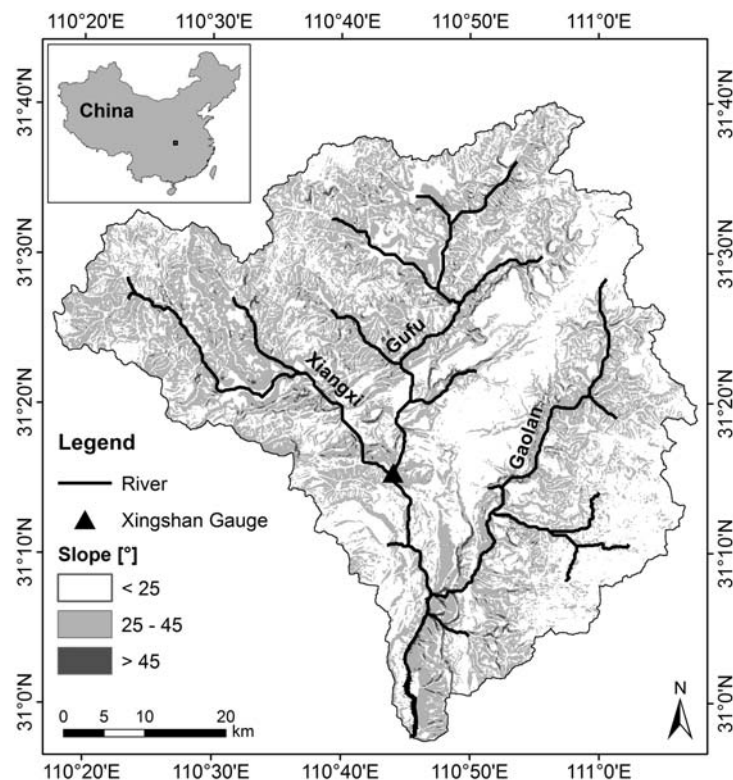 110°20'E 110°30'E 110°40'E 110°50'E 111°0'E
China
31°40'N 31°40'N
31°30'N 31°30'N
31°20'N 31°20'N
31°10'N 31°10'N
31°0'N 31°0'N
Gufu
Xiangxi
Gaolan
Legend
River
Xingshan Gauge
Slope [°]
< 25
25 - 45
> 45
0 5 10 20
km
N
110°20'E 110°30'E 110°40'E 110°50'E 111°0'E